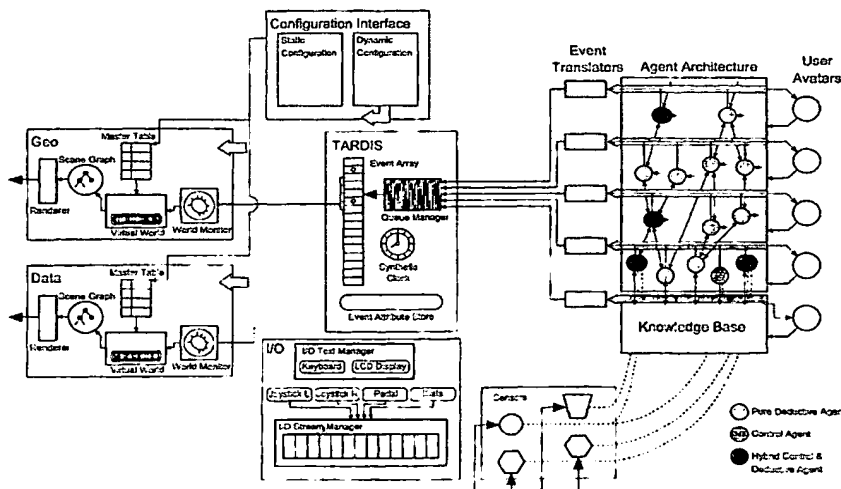 Configuration Interface
Static
Configuration
Dynamic
Configuration
Event
Translators
Agent Architecture
User
Avatars
Geo
Master Table
Scene Graph
Renderer
Virtual World
World Monitor
TARDIS
Event Array
Queue Manager
Synthetic
Clock
Event Attribute Store
Data
Master Table
Scene Graph
Renderer
Virtual World
World Monitor
I/O
I/O Text Manager
Keyboard
LCD Display
Joystick L
Joystick R
Pedal
I/O Stream Manager
Knowledge Base
Sensors
Pure Deductive Agent
Control Agent
Hybrid Control &
Deductive Agent